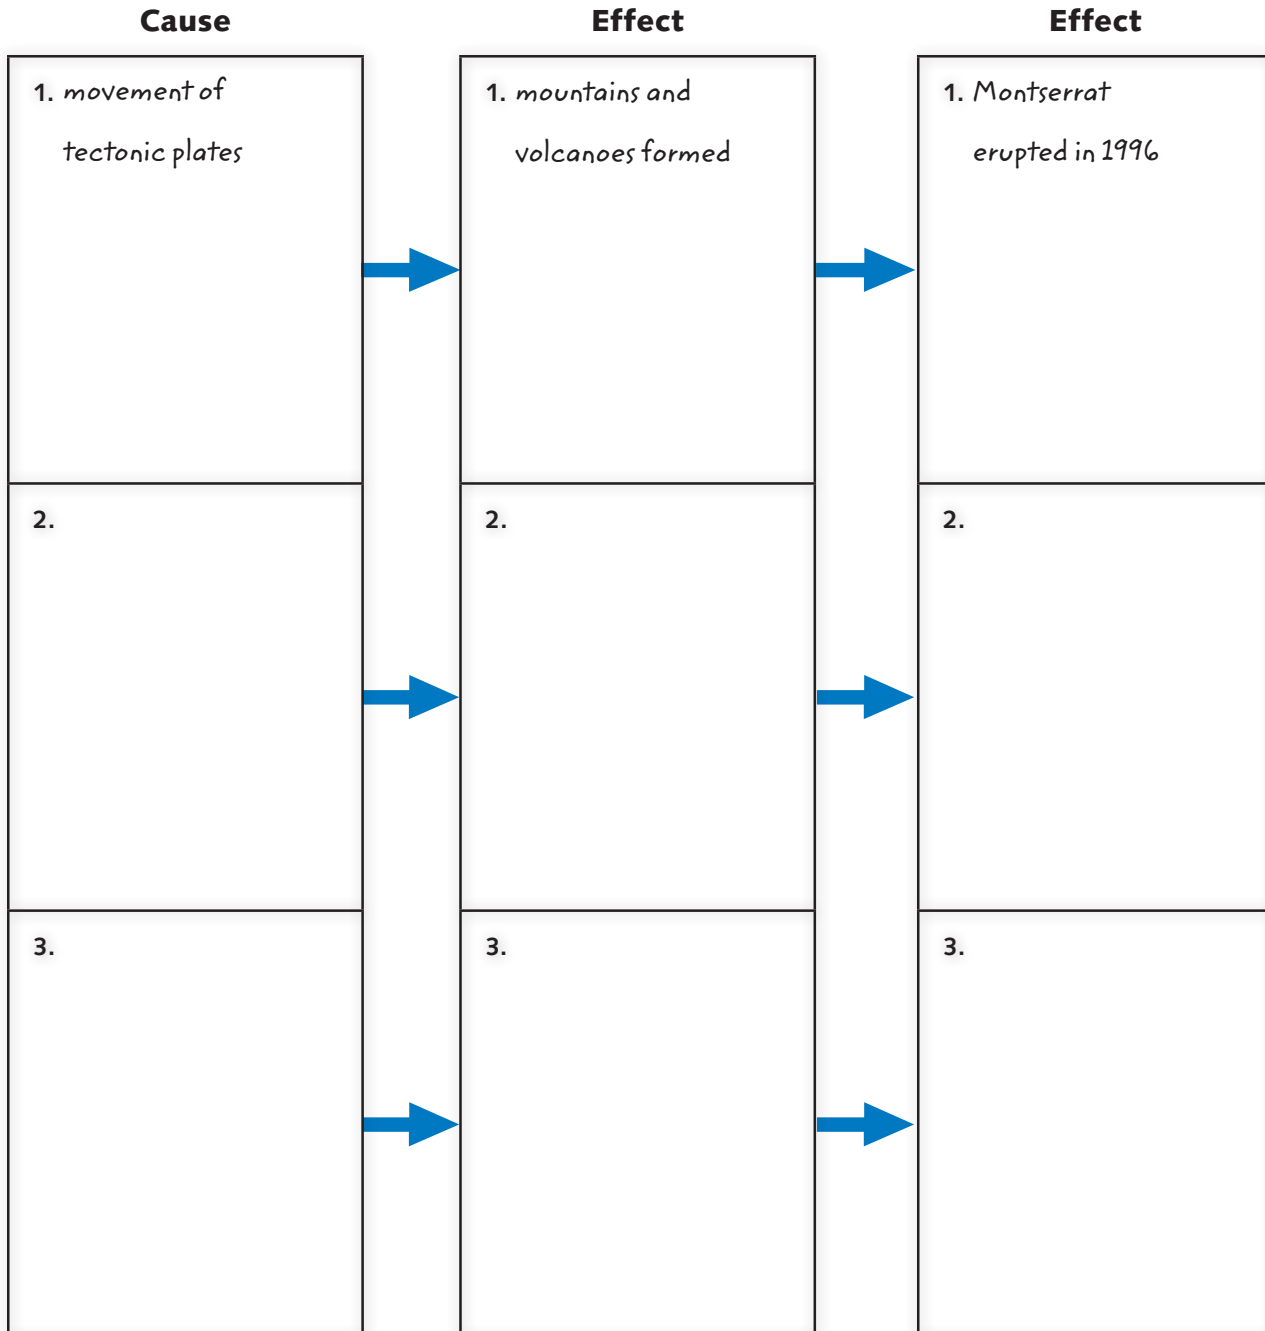 Cause
Effect
Effect
1. movement of
tectonic plates
1. mountains and
volcanoes formed
1. Montserrat
erupted in 1996
2.
2.
2.
3.
3.
3.